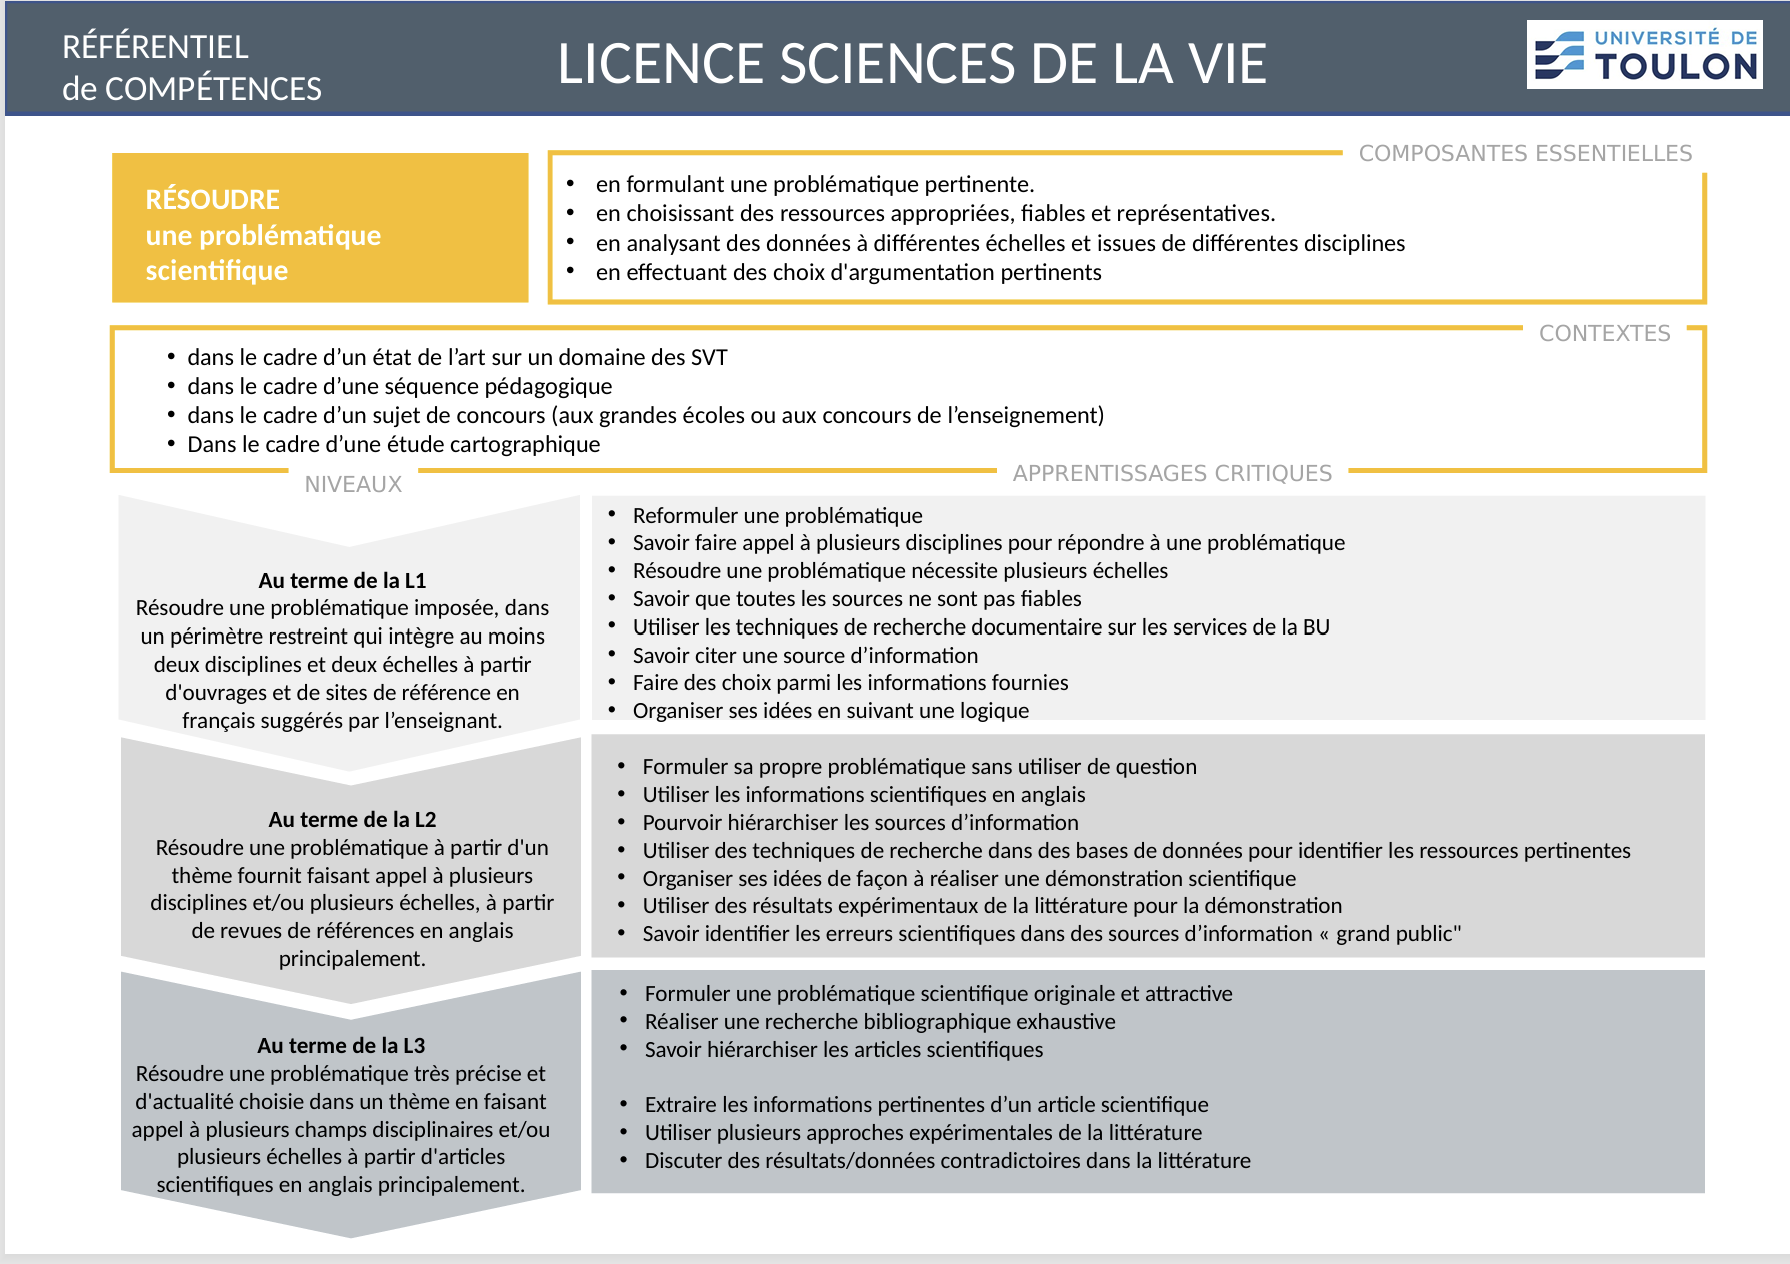 RÉFÉRENTIEL
de COMPÉTENCES
LICENCE SCIENCES DE LA VIE
UNIVERSITÉ DE
TOULON
RÉSOUDRE
une problématique
scientifique
COMPOSANTES ESSENTIELLES
• en formulant une problématique pertinente.
• en choisissant des ressources appropriées, fiables et représentatives.
• en analysant des données à différentes échelles et issues de différentes disciplines
• en effectuant des choix d'argumentation pertinents
CONTEXTES
• dans le cadre d’un état de l’art sur un domaine des SVT
• dans le cadre d’une séquence pédagogique
• dans le cadre d’un sujet de concours (aux grandes écoles ou aux concours de l’enseignement)
• Dans le cadre d’une étude cartographique
NIVEAUX
APPRENTISSAGES CRITIQUES
Au terme de la L1
Résoudre une problématique imposée, dans
un périmètre restreint qui intègre au moins
deux disciplines et deux échelles à partir
d'ouvrages et de sites de référence en
français suggérés par l’enseignant.
• Reformuler une problématique
• Savoir faire appel à plusieurs disciplines pour répondre à une problématique
• Résoudre une problématique nécessite plusieurs échelles
• Savoir que toutes les sources ne sont pas fiables
• Utiliser les techniques de recherche documentaire sur les services de la BU
• Savoir citer une source d’information
• Faire des choix parmi les informations fournies
• Organiser ses idées en suivant une logique
Au terme de la L2
Résoudre une problématique à partir d'un
thème fournit faisant appel à plusieurs
disciplines et/ou plusieurs échelles, à partir
de revues de références en anglais
principalement.
• Formuler sa propre problématique sans utiliser de question
• Utiliser les informations scientifiques en anglais
• Pourvoir hiérarchiser les sources d’information
• Utiliser des techniques de recherche dans des bases de données pour identifier les ressources pertinentes
• Organiser ses idées de façon à réaliser une démonstration scientifique
• Utiliser des résultats expérimentaux de la littérature pour la démonstration
• Savoir identifier les erreurs scientifiques dans des sources d’information « grand public"
Au terme de la L3
Résoudre une problématique très précise et
d'actualité choisie dans un thème en faisant
appel à plusieurs champs disciplinaires et/ou
plusieurs échelles à partir d'articles
scientifiques en anglais principalement.
• Formuler une problématique scientifique originale et attractive
• Réaliser une recherche bibliographique exhaustive
• Savoir hiérarchiser les articles scientifiques
• Extraire les informations pertinentes d’un article scientifique
• Utiliser plusieurs approches expérimentales de la littérature
• Discuter des résultats/données contradictoires dans la littérature